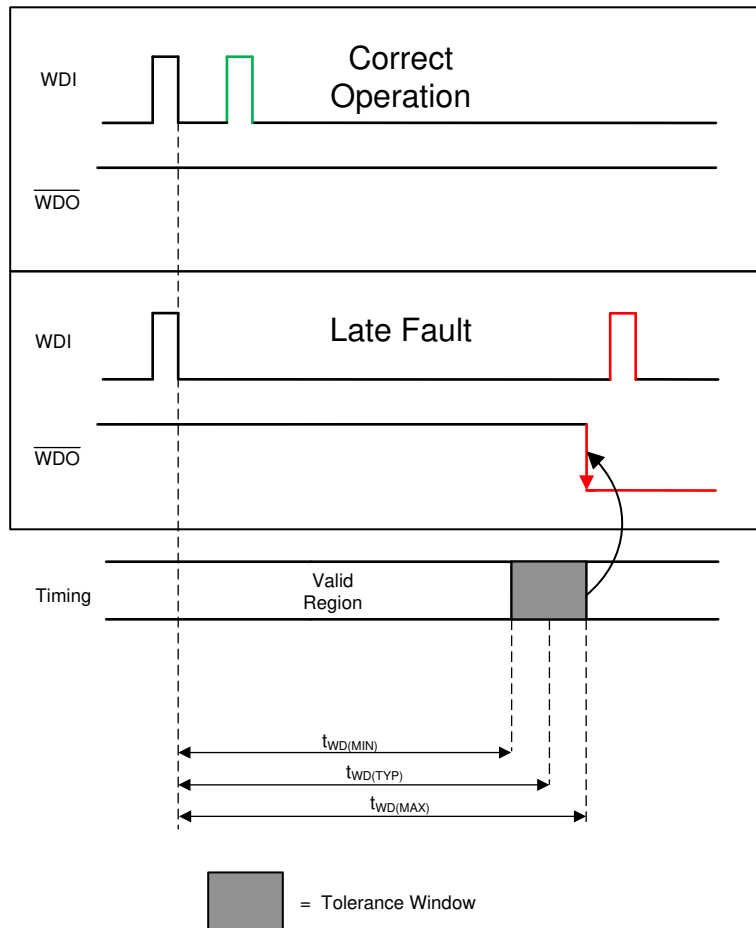 Correct
Operation
WDI
WDO
Late Fault
WDI
WDO
Timing
Valid
Region
tWD(MIN)
tWD(TYP)
tWD(MAX)
= Tolerance Window